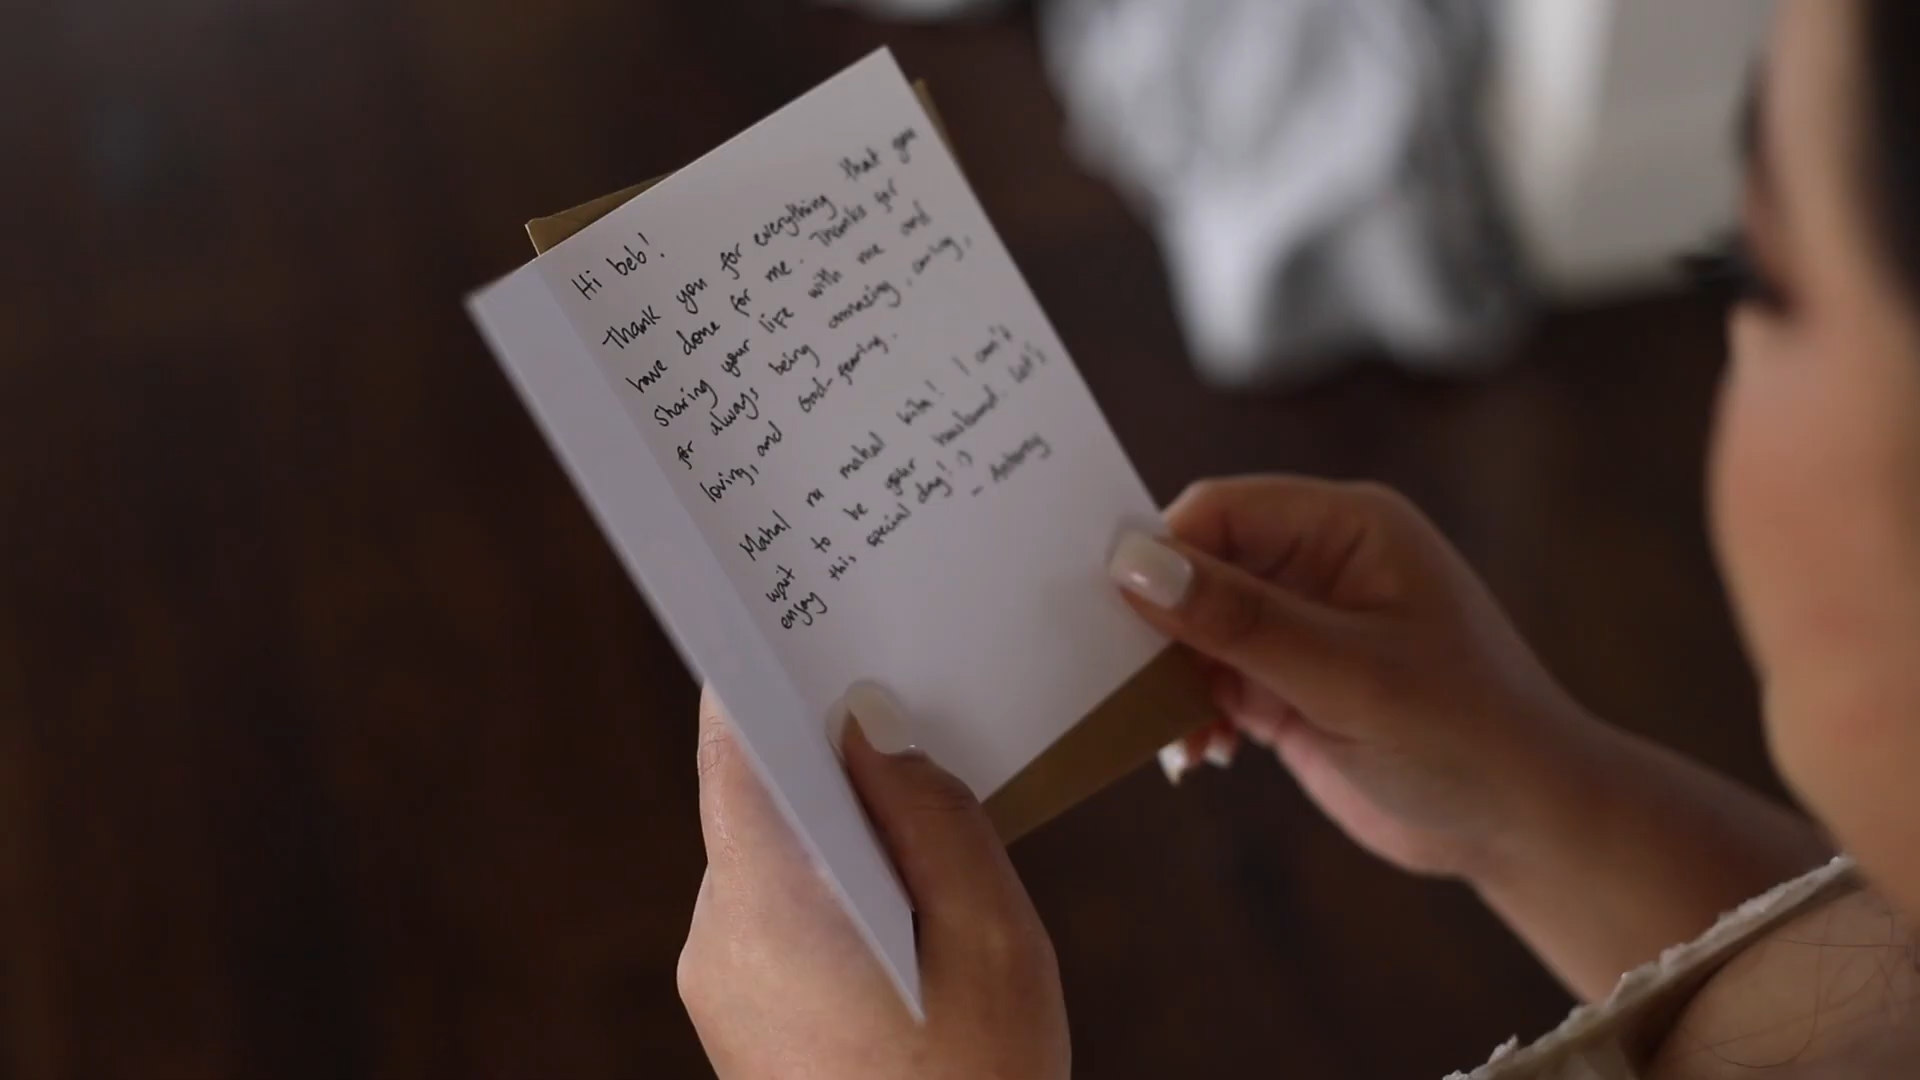 Hi beb!
Thank you for everything that you
have done for me. Thanks for
sharing your life with me and
for always being amazing, caring,
loving, and God-fearing.
Mahal na mahal kita! I can't
wait to be your husband. Let's
enjoy this special day! :)
- Anthony